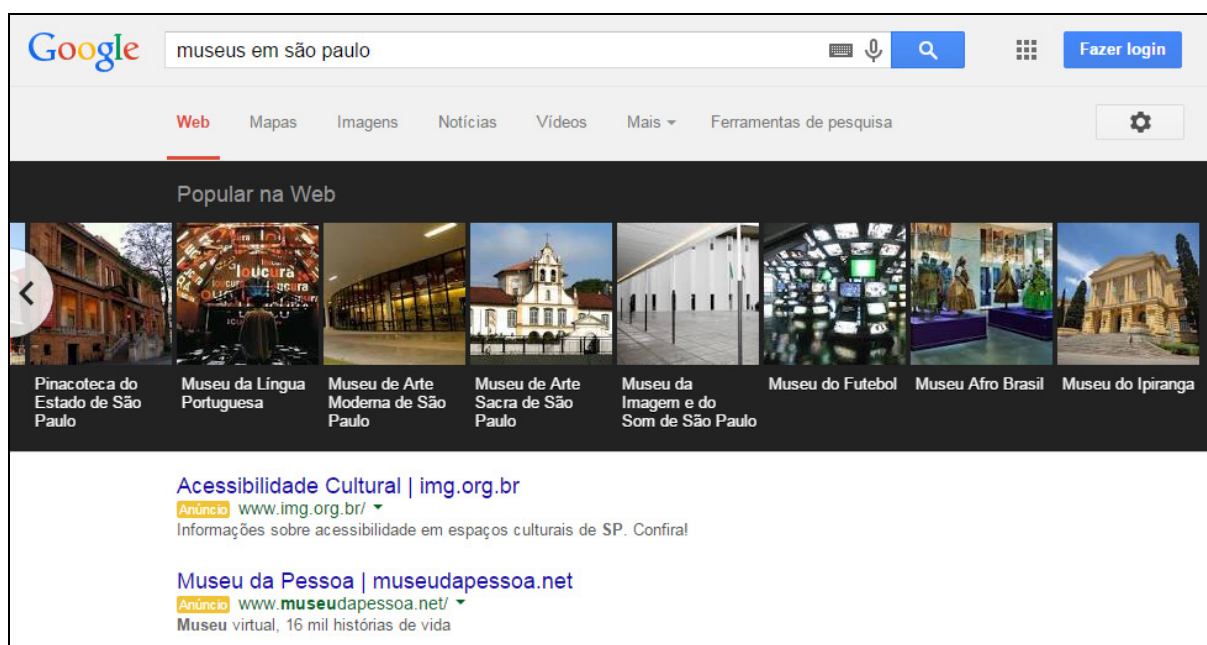 Google
museus em são paulo
Fazer login
Web Mapas Imagens Notícias Vídeos Mais Ferramentas de pesquisa
Popular na Web
loucura
Pinacoteca do
Estado de São
Paulo
Museu da Língua
Portuguesa
Museu de Arte
Moderna de São
Paulo
Museu de Arte
Sacra de São
Paulo
Museu da
Imagem e do
Som de São Paulo
Museu do Futebol
Museu Afro Brasil
Museu do Ipiranga
Acessibilidade Cultural | img.org.br
Anúncio www.img.org.br/
Informações sobre acessibilidade em espaços culturais de SP. Confira!
Museu da Pessoa | museudapessoa.net
Anúncio www.museudapessoa.net/
Museu virtual, 16 mil histórias de vida